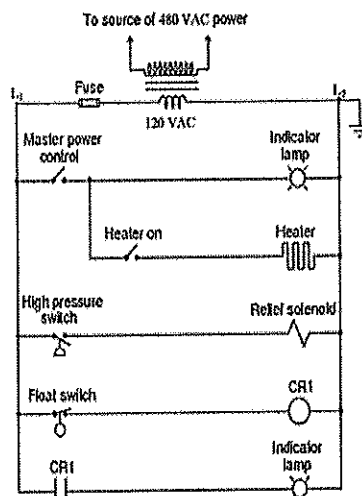 To source of 480 VAC power
L1 Fuse L2
120 VAC
Master power
control
Indicator
lamp
Heater on Heater
High pressure
switch
Relief solenoid
Float switch CR1
CR1 Indicator
lamp